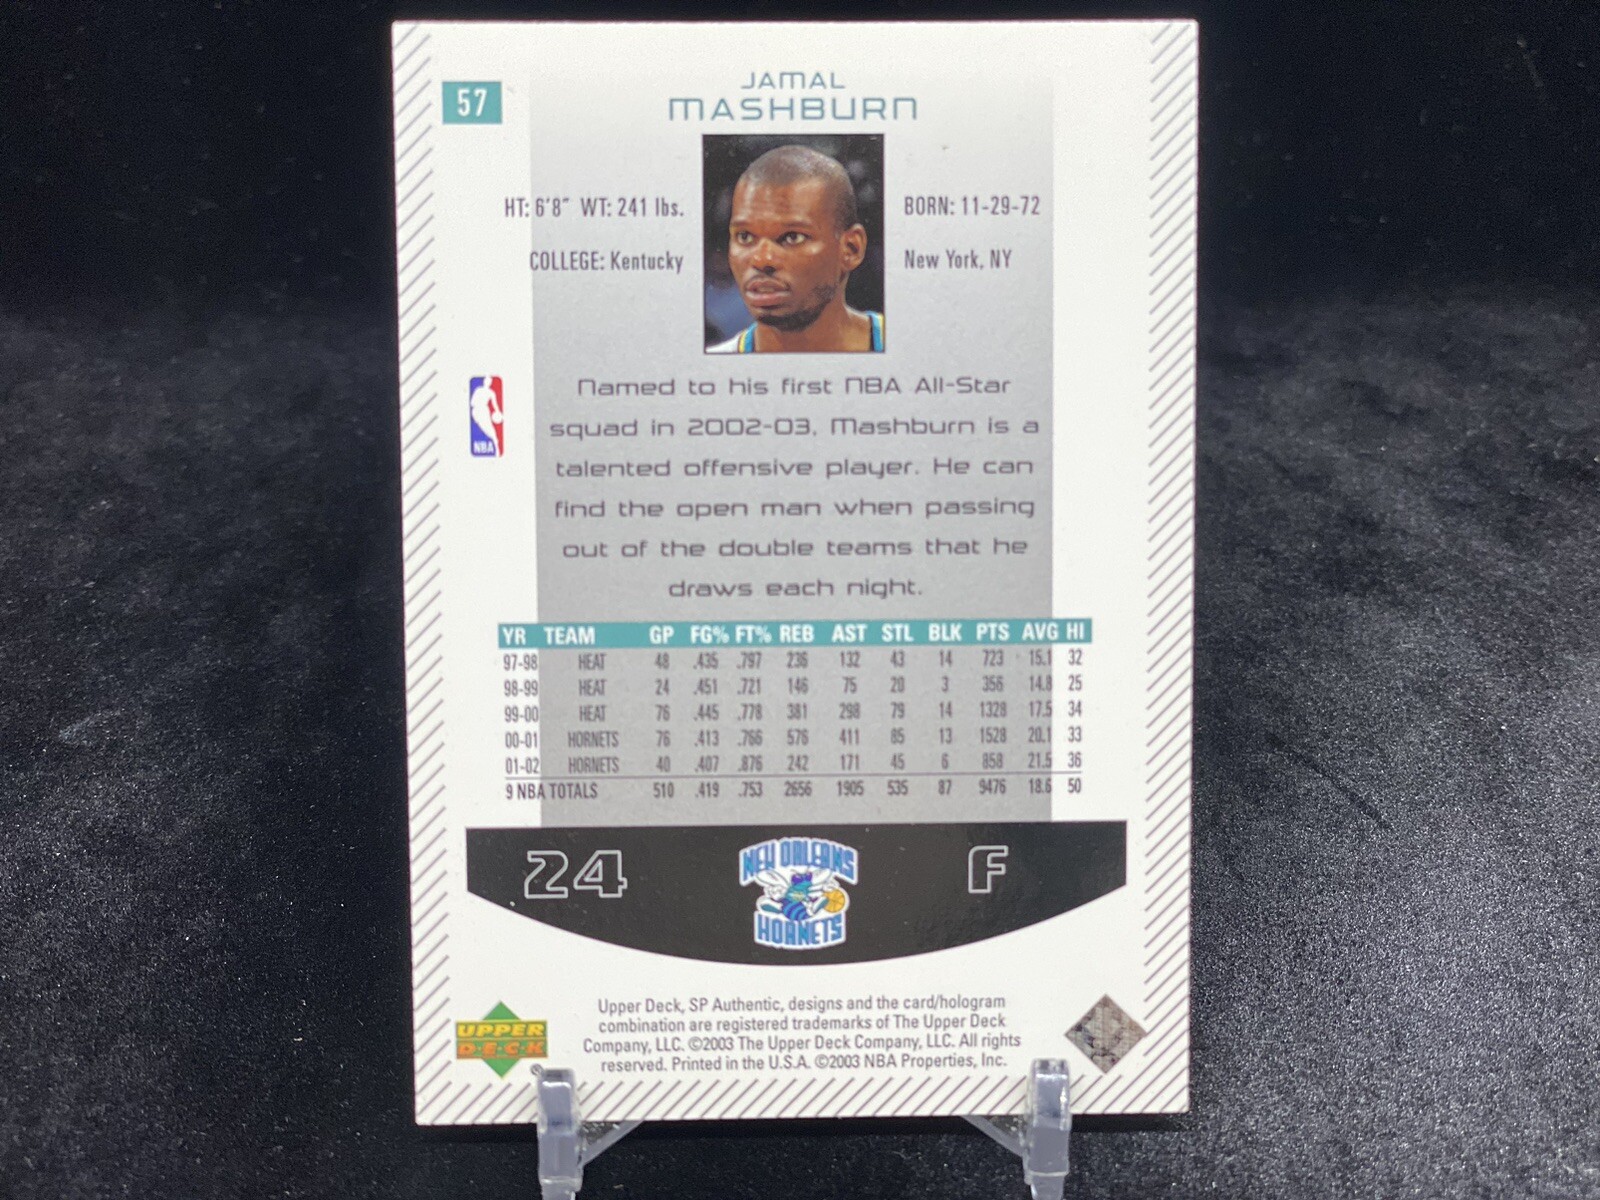 57
JAMAL
MASHBURN
HT: 6'8" WT: 241 lbs.
BORN: 11-29-72
COLLEGE: Kentucky
New York, NY
NBA
Named to his first NBA All-Star
squad in 2002-03, Mashburn is a
talented offensive player. He can
find the open man when passing
out of the double teams that he
draws each night.
YR TEAM GP FG% FT% REB AST STL BLK PTS AVG HI
97-98 HEAT 48 .435 .797 236 132 43 14 723 15.1 32
98-99 HEAT 24 .451 .721 146 75 20 3 356 14.8 25
99-00 HEAT 76 .445 .778 381 298 79 14 1328 17.5 34
00-01 HORNETS 76 .413 .766 576 411 85 13 1528 20.1 33
01-02 HORNETS 40 .407 .876 242 171 45 6 858 21.5 36
9 NBA TOTALS 510 .419 .753 2656 1905 535 87 9476 18.6 50
24
NEW ORLEANS
HORNETS
F
UPPER
DECK
Upper Deck, SP Authentic, designs and the card/hologram
combination are registered trademarks of The Upper Deck
Company, LLC. ©2003 The Upper Deck Company, LLC. All rights
reserved. Printed in the U.S.A. ©2003 NBA Properties, Inc.